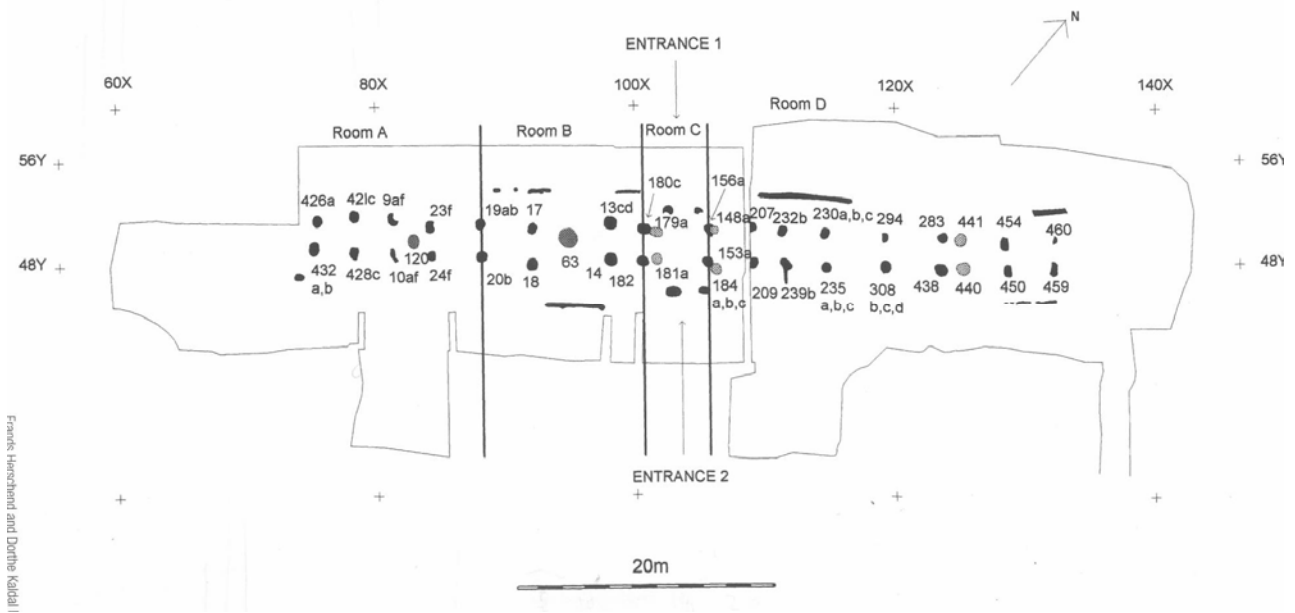 N
ENTRANCE 1
60X 80X 100X 120X 140X
Room A Room B Room C Room D
56Y 56Y
426a 42lc 9af 23f 19ab 17 13cd 180c 179a 156a 148a 207 232b 230a,b,c 294 283 441 454 460
48Y 48Y
432 a,b 428c 120 10af 24f 20b 18 63 14 182 181a 153a 184 a,b,c 209 239b 235 a,b,c 308 b,c,d 438 440 450 459
ENTRANCE 2
20m
Frands Herschend and Dorthe Kaldal